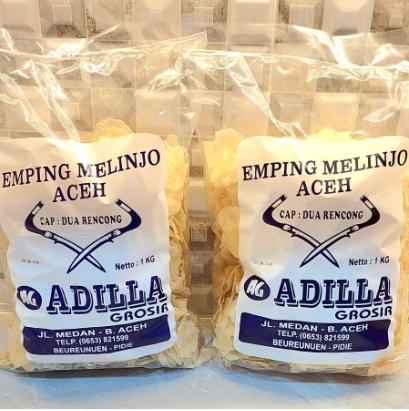 EMPING MELINJO
ACEH
CAP : DUA RENCONG
Netto : 1 KG
AG ADILLA
GROSIR
JL. MEDAN - B. ACEH
TELP. (0653) 821599
BEUREUNUEN - PIDIE
EMPING MELINJO
ACEH
CAP : DUA RENCONG
Netto : 1 KG
AG ADILLA
GROSIR
JL. MEDAN - B. ACEH
TELP. (0653) 821599
BEUREUNUEN - PIDIE